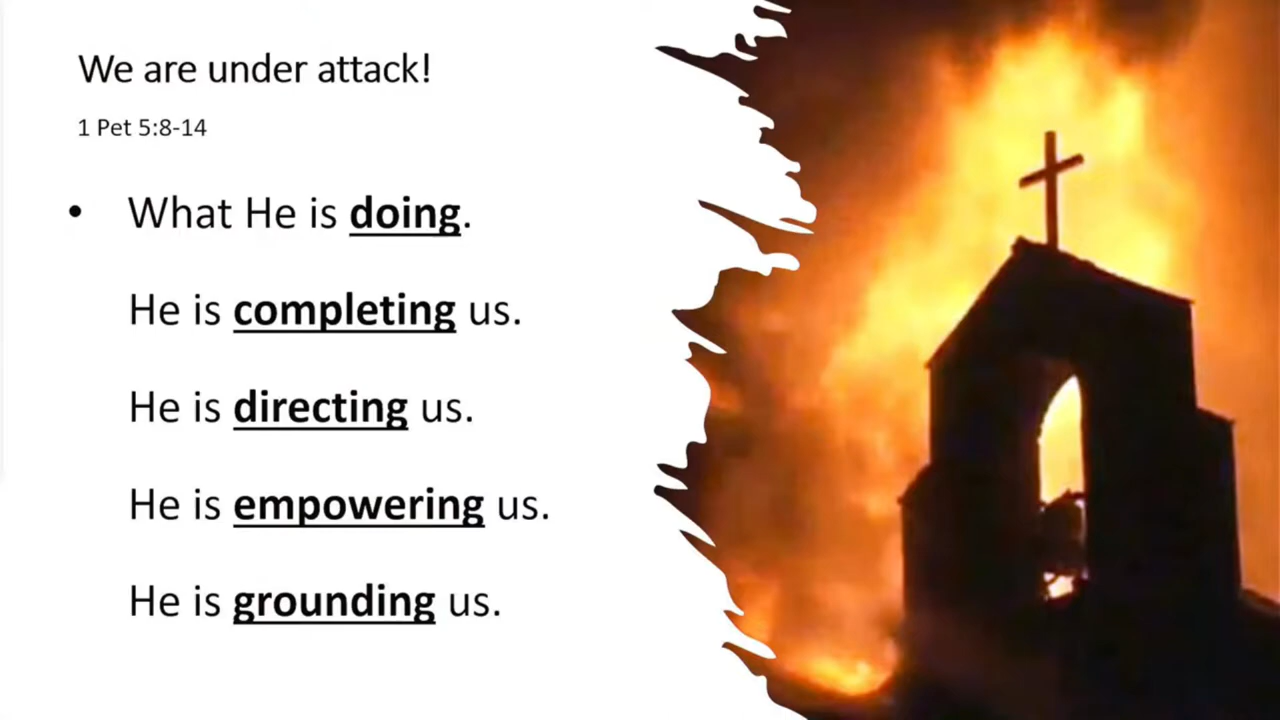 We are under attack!
1 Pet 5:8-14
• What He is doing.
He is completing us.
He is directing us.
He is empowering us.
He is grounding us.